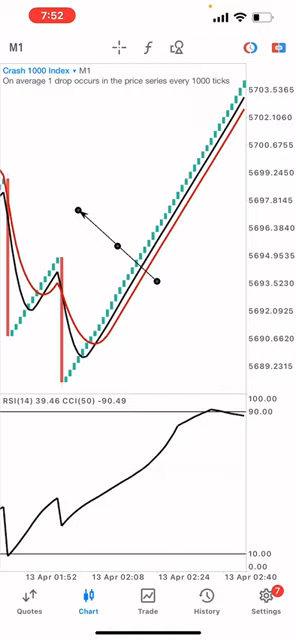 7:52
M1
Crash 1000 Index • M1
On average 1 drop occurs in the price series every 1000 ticks
5703.5365
5702.1060
5700.6755
5699.2450
5697.8145
5696.3840
5694.9535
5693.5230
5692.0925
5690.6620
5689.2315
RSI(14) 39.46 CCI(50) -90.49
100.00
90.00
10.00
0.00
13 Apr 01:52 13 Apr 02:08 13 Apr 02:24 13 Apr 02:40
7
Quotes Chart Trade History Settings